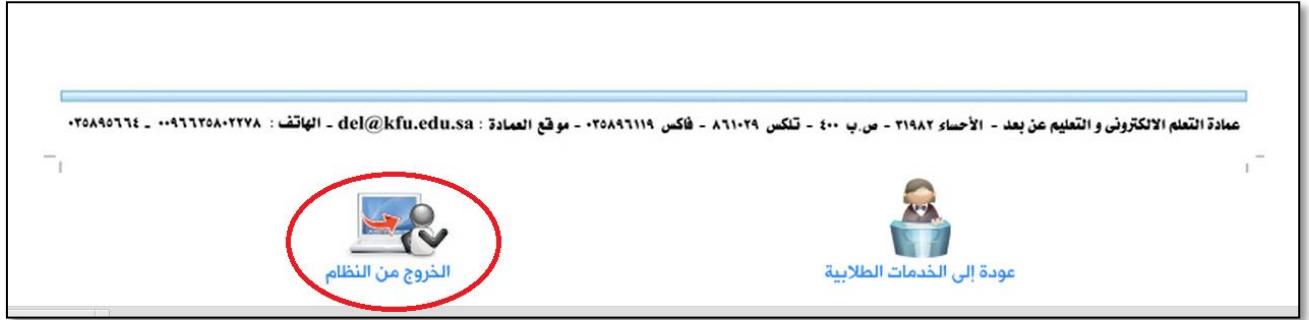 عمادة التعلم الالكترونى و التعليم عن بعد - الأحساء ٣١٩٨٢ - ص.ب ٤٠٠ - تلكس ٨٦١٠٢٩ - فاكس ٠٣٥٨٩٦١١٩ - موقع العمادة : del@kfu.edu.sa - الهاتف : ٠٠٩٦٦٣٥٨٠٢٢٧٨ - ٠٣٥٨٩٥٦٦٤
عودة إلى الخدمات الطلابية
الخروج من النظام